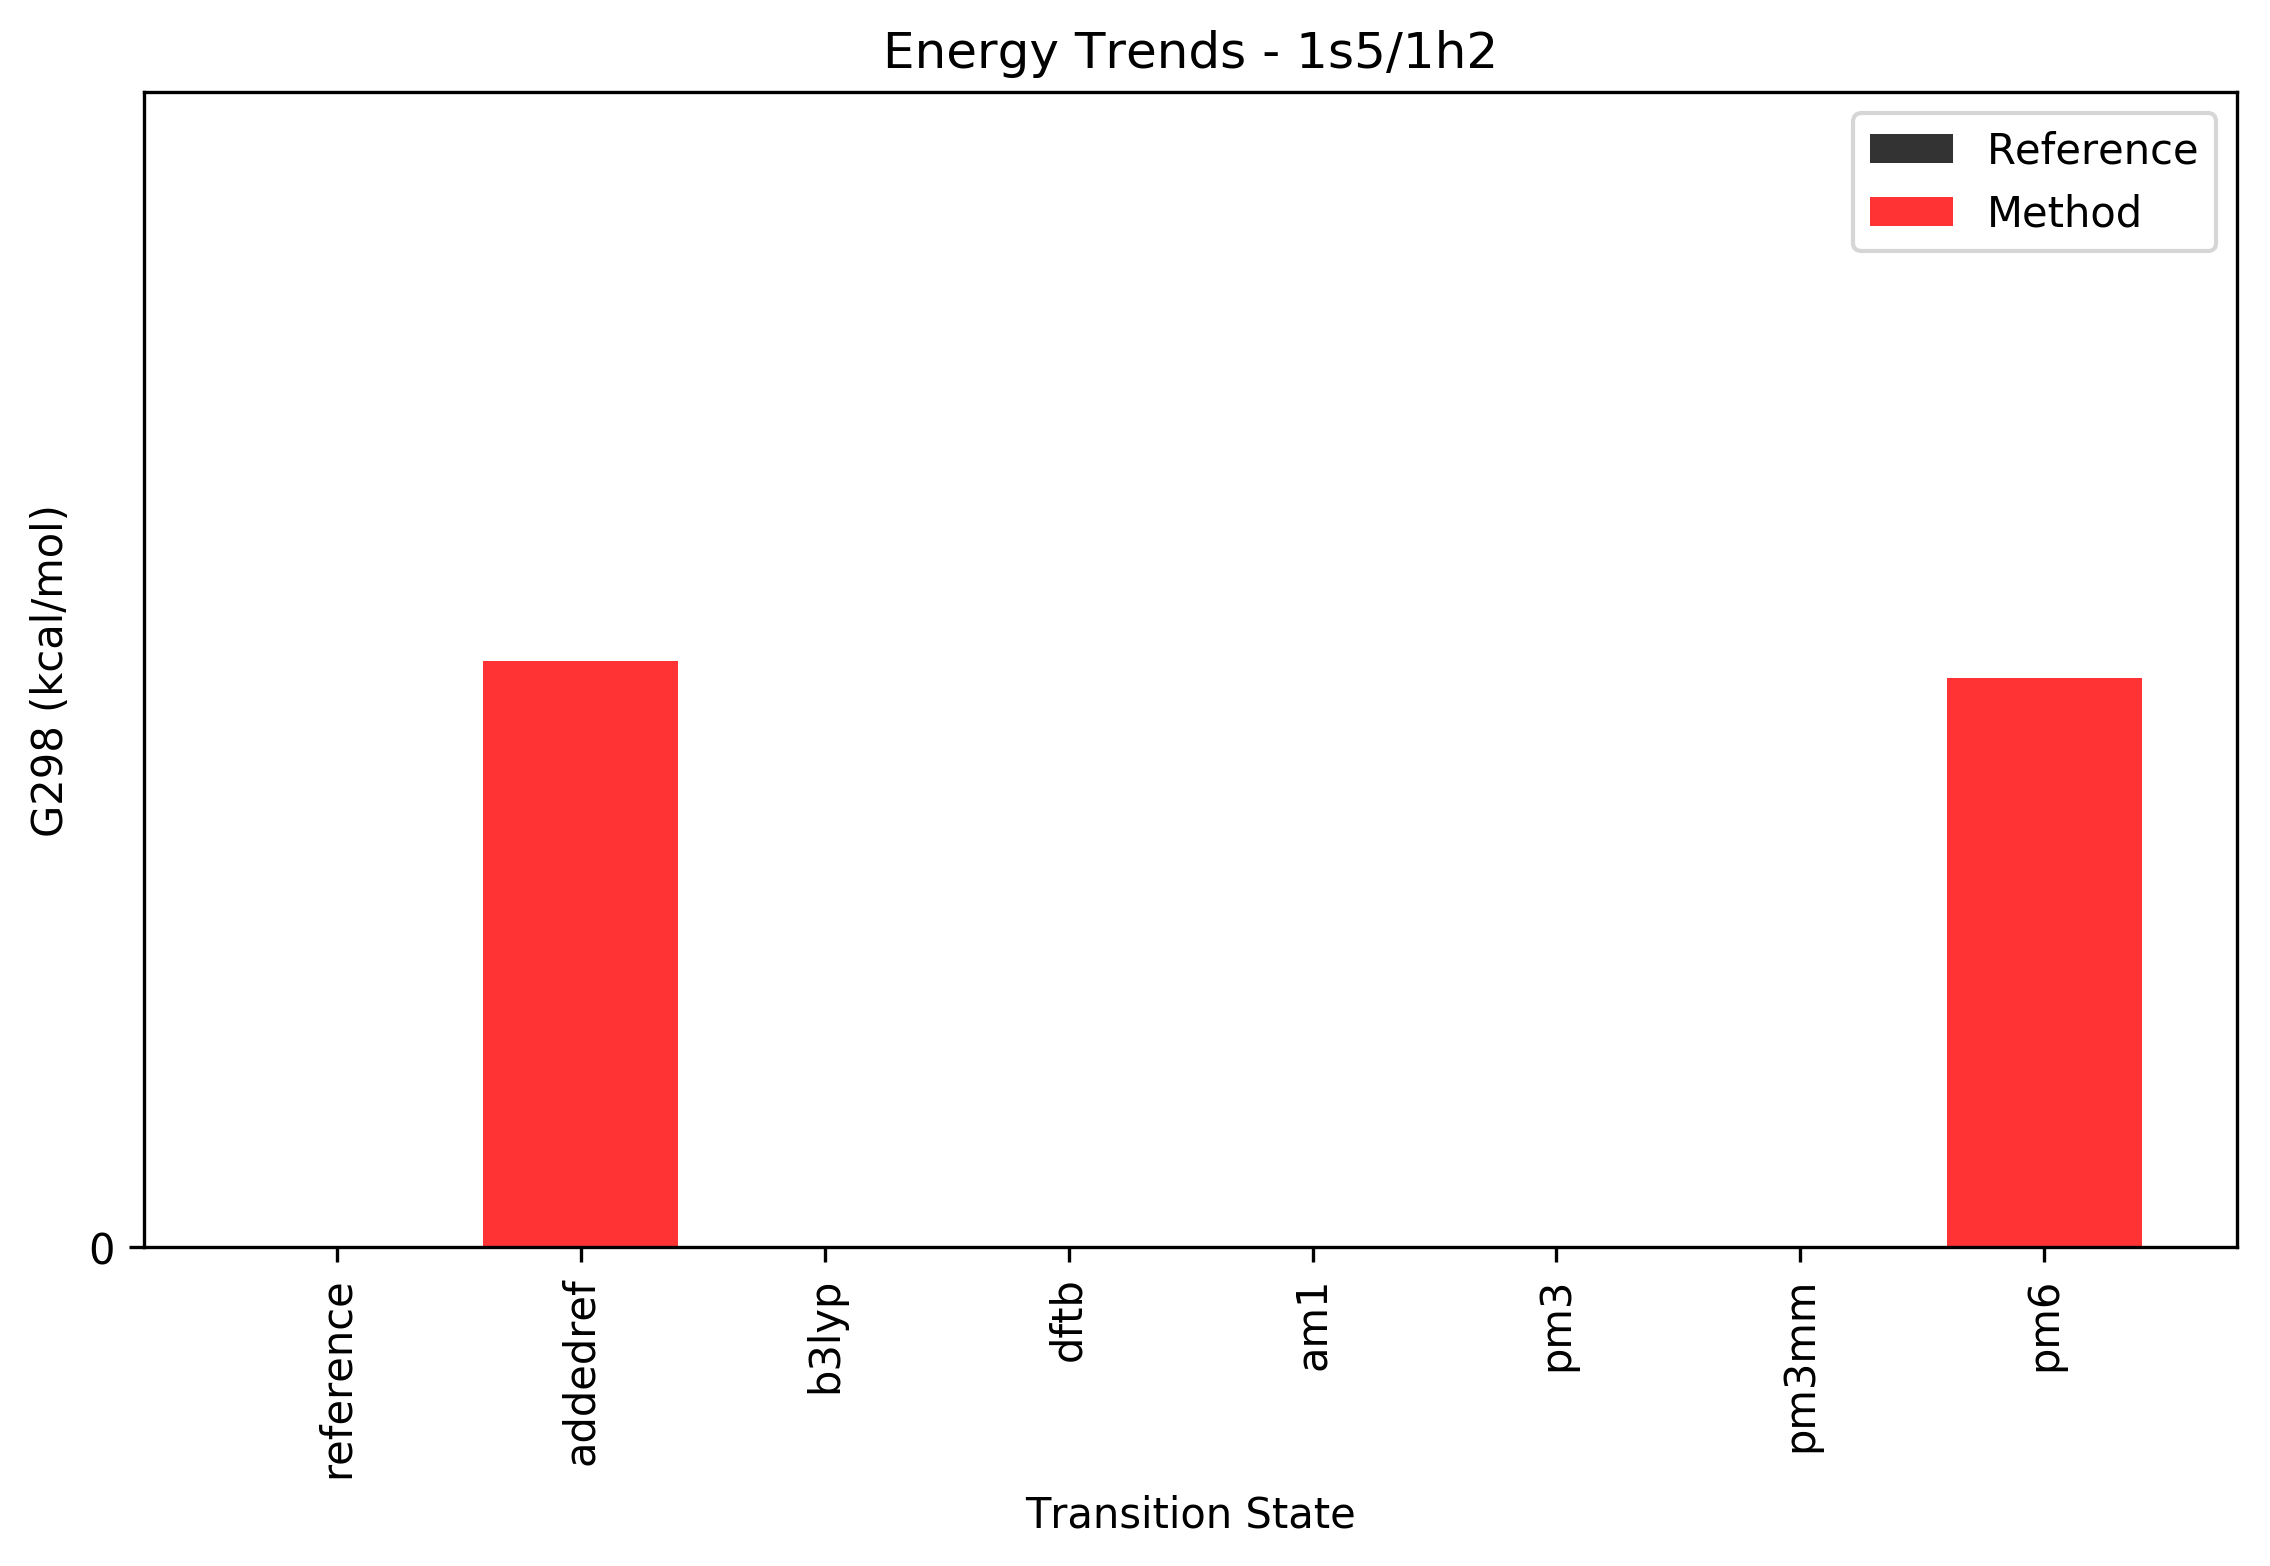 Energy Trends - 1s5/1h2
Reference
Method
G298 (kcal/mol)
0
reference
addedref
b3lyp
dftb
am1
pm3
pm3mm
pm6
Transition State